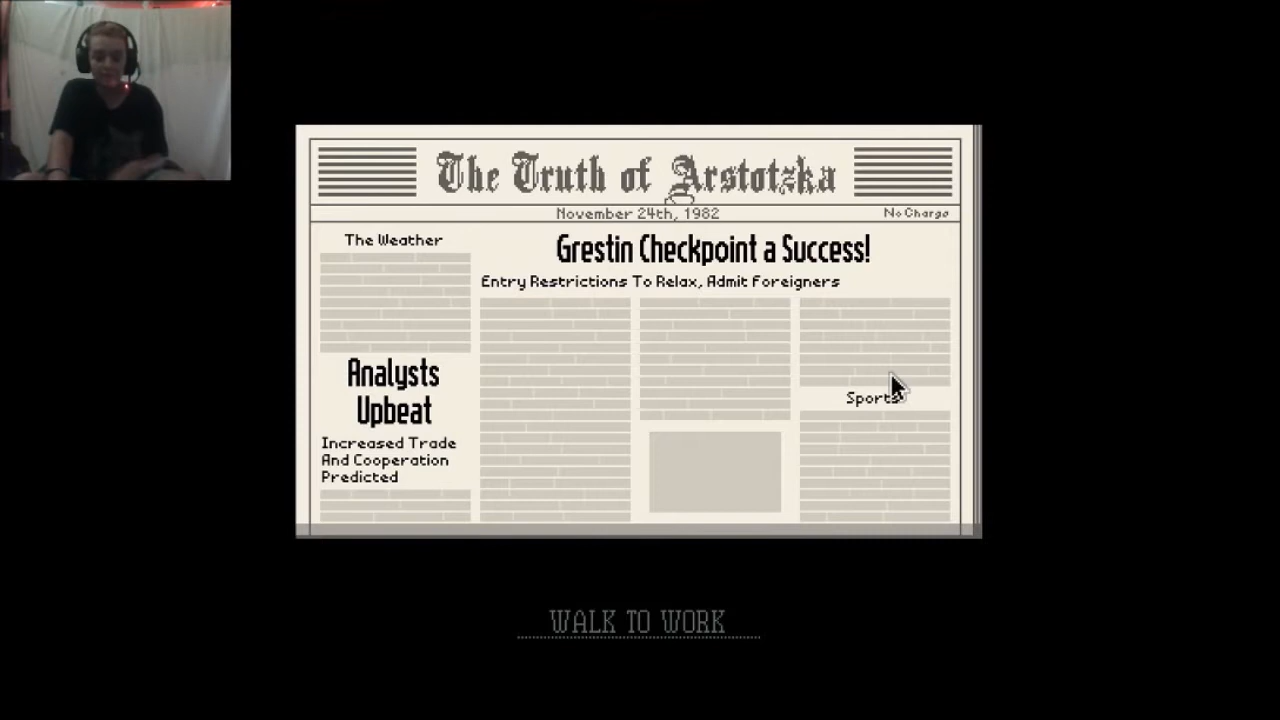 The Truth of Arstotzka
November 24th, 1982
No Charge
The Weather
Grestin Checkpoint a Success!
Entry Restrictions To Relax, Admit Foreigners
Analysts
Upbeat
Increased Trade
And Cooperation
Predicted
Sports
WALK TO WORK